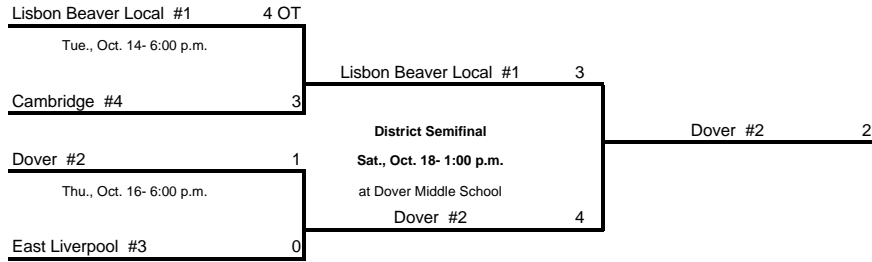 Lisbon Beaver Local #1 4 OT
Tue., Oct. 14- 6:00 p.m.
Lisbon Beaver Local #1 3
Cambridge #4 3
District Semifinal
Dover #2 2
Dover #2 1
Sat., Oct. 18- 1:00 p.m.
Thu., Oct. 16- 6:00 p.m.
at Dover Middle School
Dover #2 4
East Liverpool #3 0